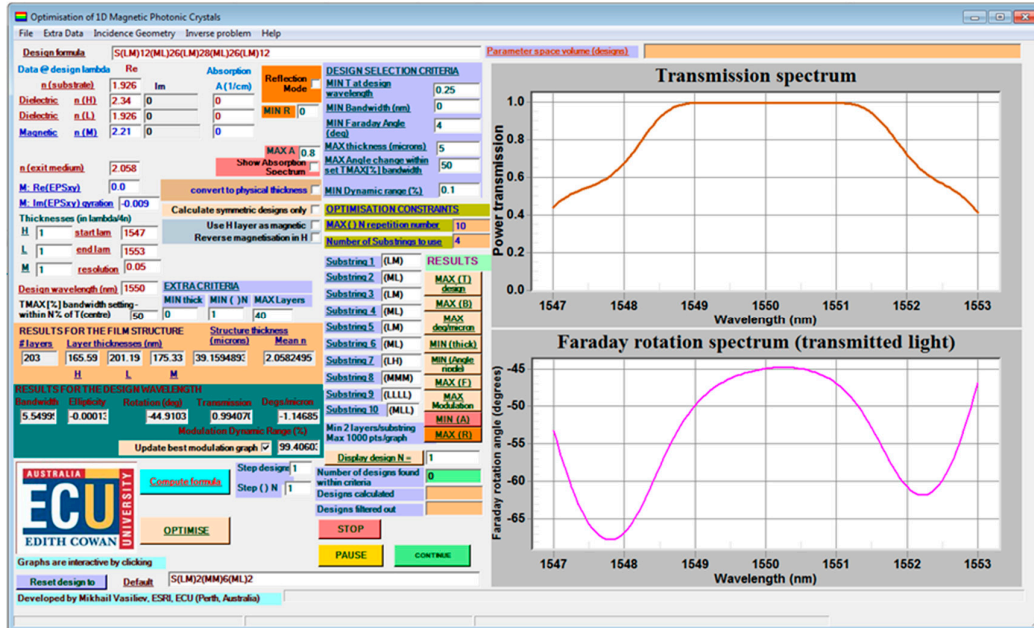 Optimisation of 1D Magnetic Photonic Crystals
File Extra Data Incidence Geometry Inverse problem Help
Design formula S(LM)12(ML)26(LM)28(ML)26(LM)12
Parameter space volume (designs)
Data @ design lambda Re Im Absorption A (1/cm)
n (substrate) 1.926
Dielectric n (H) 2.34 0 0
Dielectric n (L) 1.926 0 0
Magnetic n (M) 2.21 0 0
Reflection Mode
MIN R 0
MAX A 0.8
n (exit medium) 2.058
Show Absorption Spectrum
M: Re(EPSxy) 0.0
M: Im(EPSxy) gyration -0.009
convert to physical thickness
Calculate symmetric designs only
Use H layer as magnetic
Reverse magnetisation in H
Thicknesses (in lambda/4n)
H 1 start lam 1547
L 1 end lam 1553
M 1 resolution 0.05
Design wavelength (nm) 1550
TMAX [%] bandwidth setting - within N% of T(centre) 50
EXTRA CRITERIA
MIN thick MIN ( )N MAX Layers
0 1 40
DESIGN SELECTION CRITERIA
MIN T at design wavelength 0.25
MIN Bandwidth (nm) 0
MIN Faraday Angle (deg) 4
MAX thickness (microns) 5
MAX Angle change within set TMAX[%] bandwidth 50
MIN Dynamic range (%) 0.1
OPTIMISATION CONSTRAINTS
MAX ( ) N repetition number 10
Number of Substrings to use 4
Substring 1 (LM)
Substring 2 (ML)
Substring 3 (LM)
Substring 4 (ML)
Substring 5 (LM)
Substring 6 (ML)
Substring 7 (LH)
Substring 8 (MMM)
Substring 9 (LLLL)
Substring 10 (MLL)
Min 2 layers/substring
Max 1000 pts/graph
RESULTS
MAX (T) design
MAX (B)
MAX deg/micron
MIN (thick)
MIN (Angle
MAX (F)
MAX Modulation
MIN (A)
MAX (R)
RESULTS FOR THE FILM STRUCTURE
# layers Layer thicknesses (nm) Structure thickness (microns) Mean n
203 165.59 201.19 175.33 39.1594893 2.0582495
H L M
RESULTS FOR THE DESIGN WAVELENGTH
Bandwidth Ellipticity Rotation (deg) Transmission Degs/micron
5.5499 -0.00013 -44.9103 0.99407 -1.14685
Modulation Dynamic Range (%)
Update best modulation graph 99.40603
Display design N = 1
Number of designs found within criteria 0
Designs calculated
Designs filtered out
AUSTRALIA
ECU
UNIVERSITY
EDITH COWAN
Compute formula
Step design 1
Step ( ) N 1
OPTIMISE
STOP
PAUSE
CONTINUE
Graphs are interactive by clicking
Reset design to Default S(LM)2(MM)6(ML)2
Developed by Mikhail Vasiliev, ESRI, ECU (Perth, Australia)
Transmission spectrum
Power transmission
1.0
0.8
0.6
0.4
0.2
0.0
1547 1548 1549 1550 1551 1552 1553
Wavelength (nm)
Faraday rotation spectrum (transmitted light)
Faraday rotation angle (degrees)
-45
-50
-55
-60
-65
1547 1548 1549 1550 1551 1552 1553
Wavelength (nm)